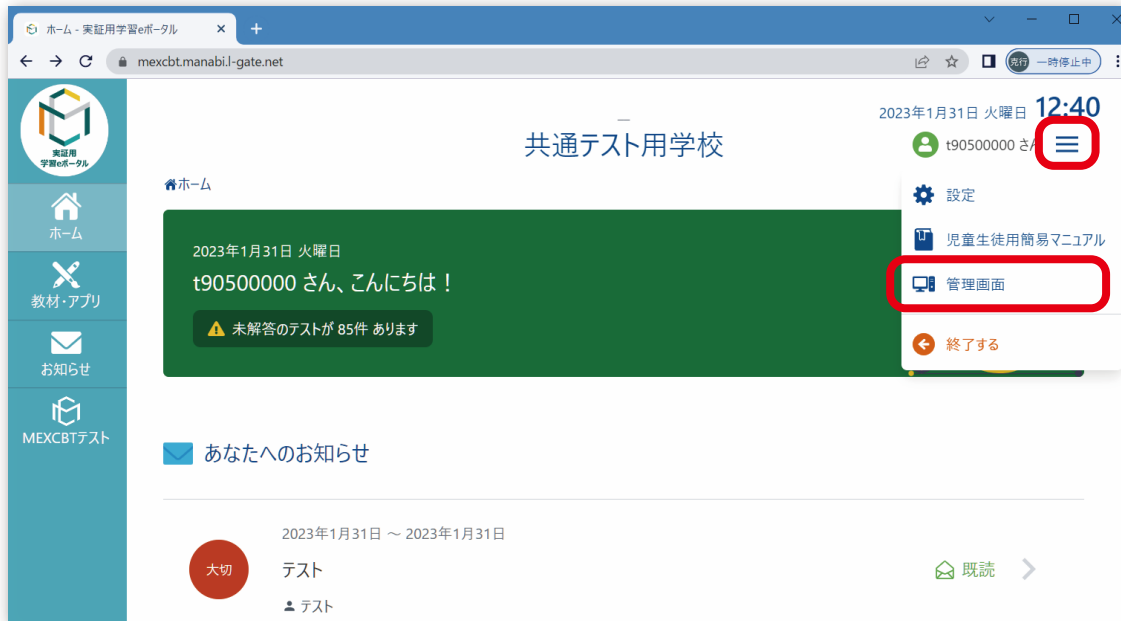 ホーム - 実証用学習eポータル
mexcbt.manabi.l-gate.net
克行 一時停止中
実証用
学習eポータル
ホーム
教材・アプリ
お知らせ
MEXCBTテスト
2023年1月31日 火曜日 12:40
共通テスト用学校
t90500000 さん
ホーム
設定
児童生徒用簡易マニュアル
管理画面
終了する
2023年1月31日 火曜日
t90500000 さん、こんにちは！
未解答のテストが 85件 あります
あなたへのお知らせ
2023年1月31日 ～ 2023年1月31日
大切
テスト
既読
テスト